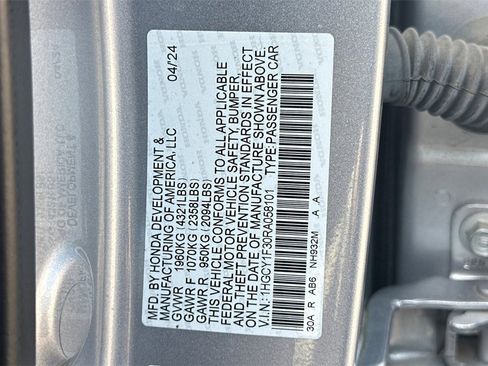 MFD. BY HONDA DEVELOPMENT & 04/24
MANUFACTURING OF AMERICA, LLC
GVWR 1960KG (4321LBS)
GAWR F 1070KG (2358LBS)
GAWR R 950KG (2094LBS)
THIS VEHICLE CONFORMS TO ALL APPLICABLE
FEDERAL MOTOR VEHICLE SAFETY, BUMPER,
AND THEFT PREVENTION STANDARDS IN EFFECT
ON THE DATE OF MANUFACTURE SHOWN ABOVE.
V.I.N.: 1HGCY1F30RA058101 TYPE: PASSENGER CAR
30A R AB6 NH932M A A